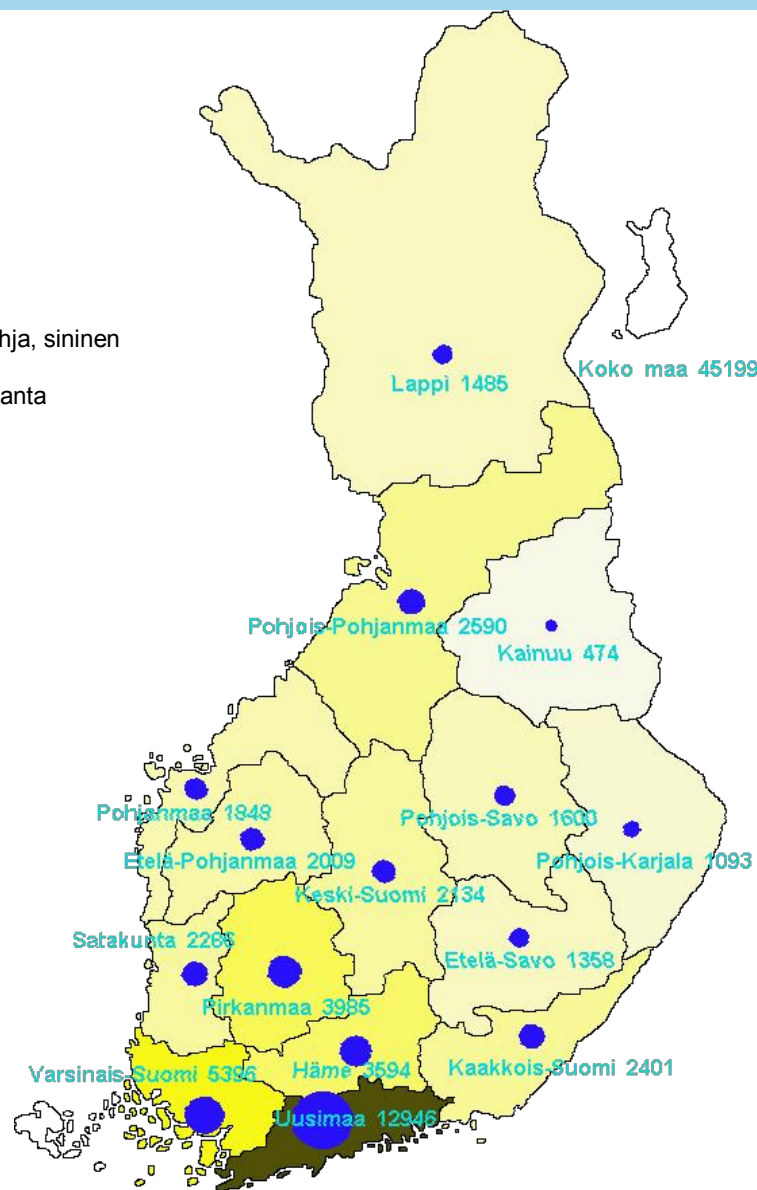 hja, sininen
anta
Koko maa 45199
Lappi 1485
Pohjois-Pohjanmaa 2590
Kainuu 474
Pohjanmaa 1848
Pohjois-Savo 1600
Etelä-Pohjanmaa 2009
Pohjois-Karjala 1093
Keski-Suomi 2134
Satakunta 2286
Etelä-Savo 1358
Pirkanmaa 3985
Varsinais-Suomi 5396
Häme 3594
Kaakkois-Suomi 2401
Uusimaa 12946